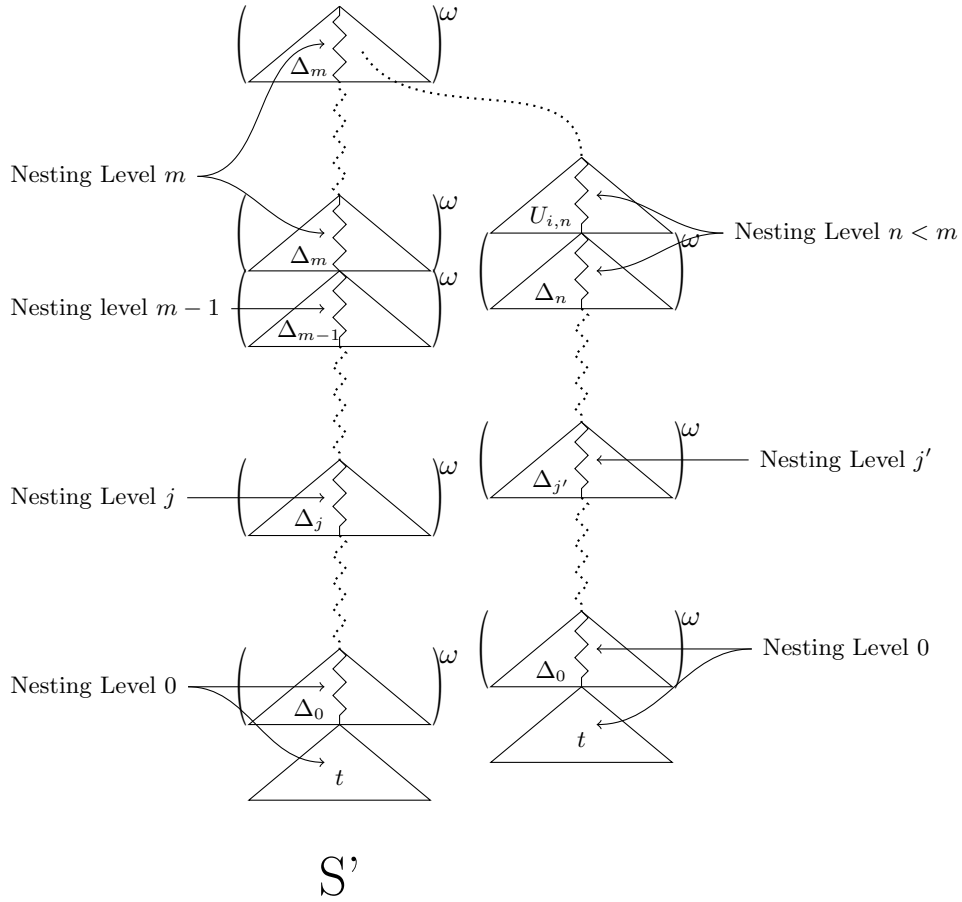 ω
Δ_m
Nesting Level m
ω
Δ_m
U_{i,n}
Nesting Level n < m
ω
ω
Nesting level m − 1
Δ_{m−1}
Δ_n
ω
ω
Δ_{j′}
Nesting Level j′
Nesting Level j
Δ_j
ω
ω
Δ_0
Nesting Level 0
Nesting Level 0
Δ_0
t
t
S’